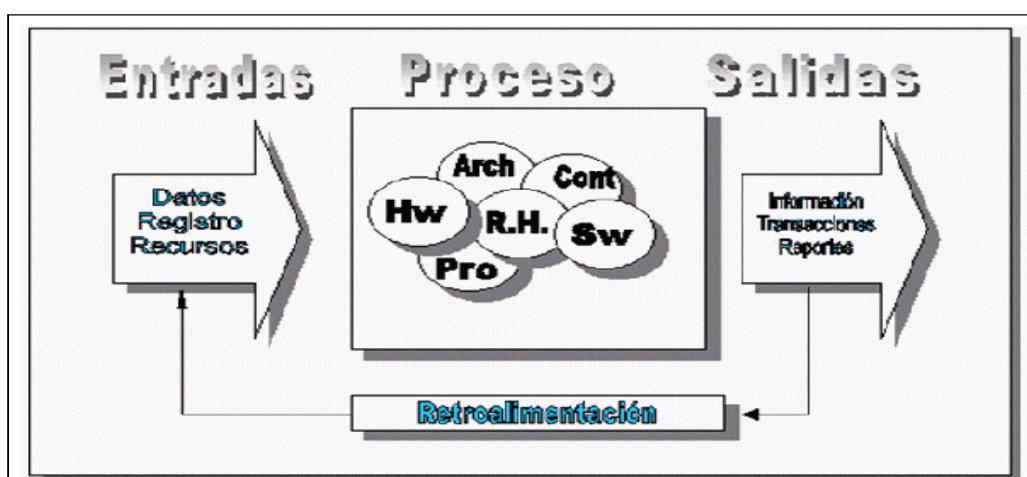 Entradas
Proceso
Salidas
Datos
Registro
Recursos
Arch
Cont
Hw
R.H.
Sw
Pro
Información
Transacciones
Reportes
Retroalimentación